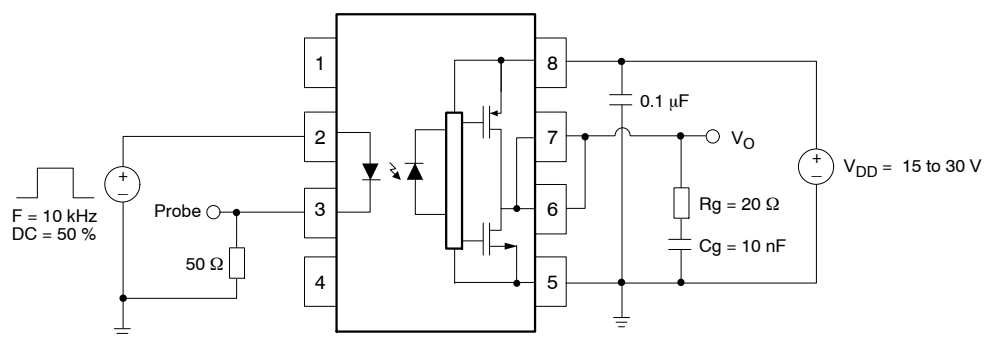 1
8
0.1 μF
2
7
VO
+
–
+
–
VDD = 15 to 30 V
F = 10 kHz
DC = 50 %
Probe
3
6
Rg = 20 Ω
50 Ω
Cg = 10 nF
4
5